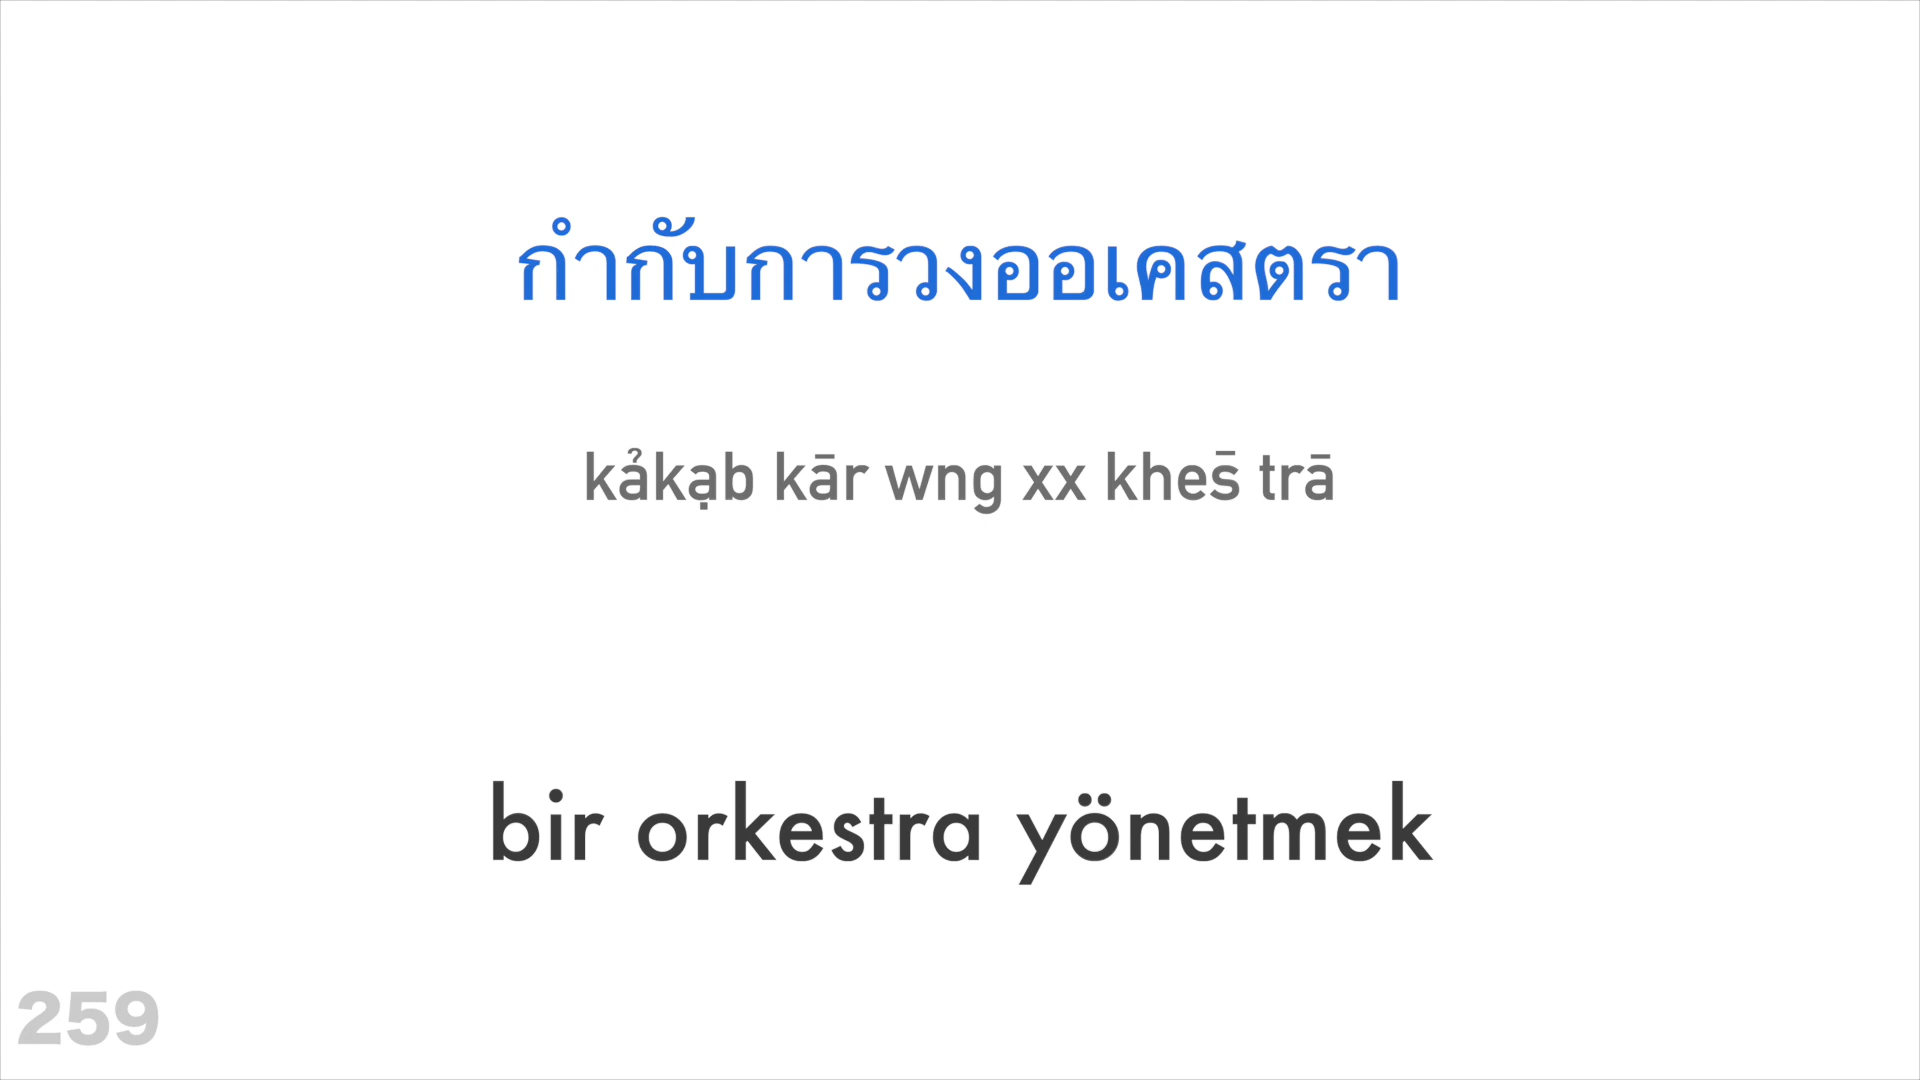 กำกับการวงออเคสตรา
kảkạb kār wng xx khes̄ trā
bir orkestra yönetmek
259